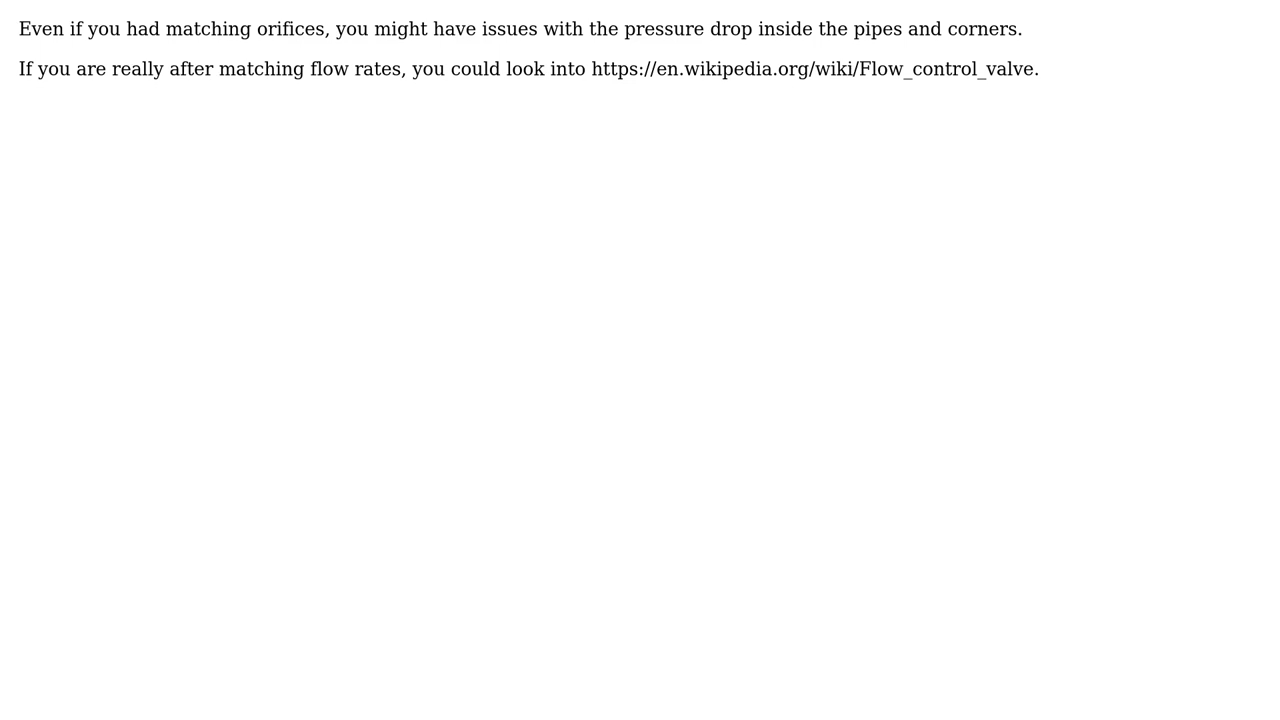 Even if you had matching orifices, you might have issues with the pressure drop inside the pipes and corners.
If you are really after matching flow rates, you could look into https://en.wikipedia.org/wiki/Flow_control_valve.